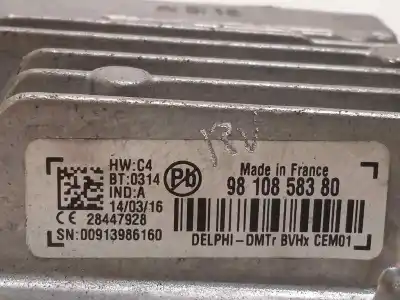 HW:C4
BT:0314
IND:A
14/03/16
CE 28447928
SN:00913986160
Pb
Made in France
98 108 583 80
DELPHI-DMTr BVHx CEM01